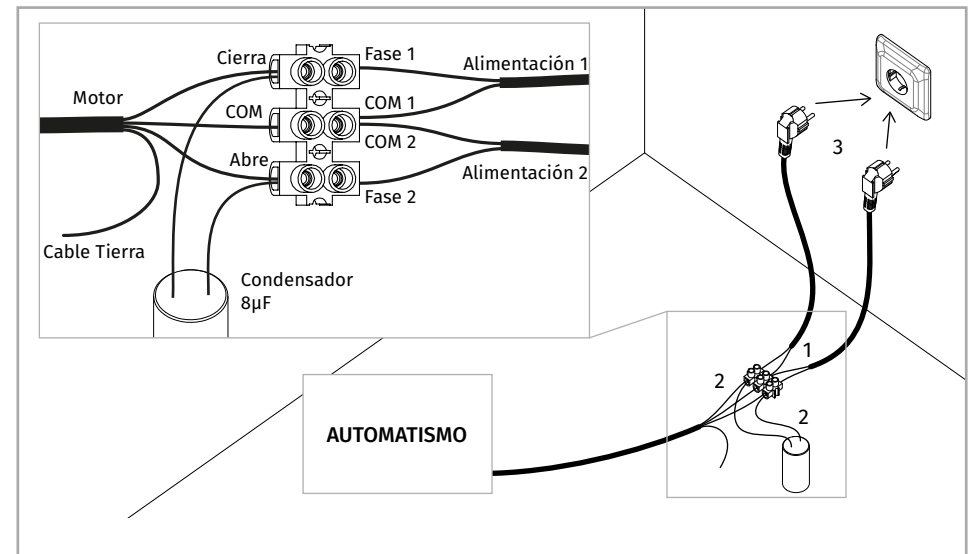 Cierra
Fase 1
Alimentación 1
Motor
COM
COM 1
COM 2
Abre
Alimentación 2
Fase 2
Cable Tierra
Condensador
8µF
3
1
2
2
AUTOMATISMO